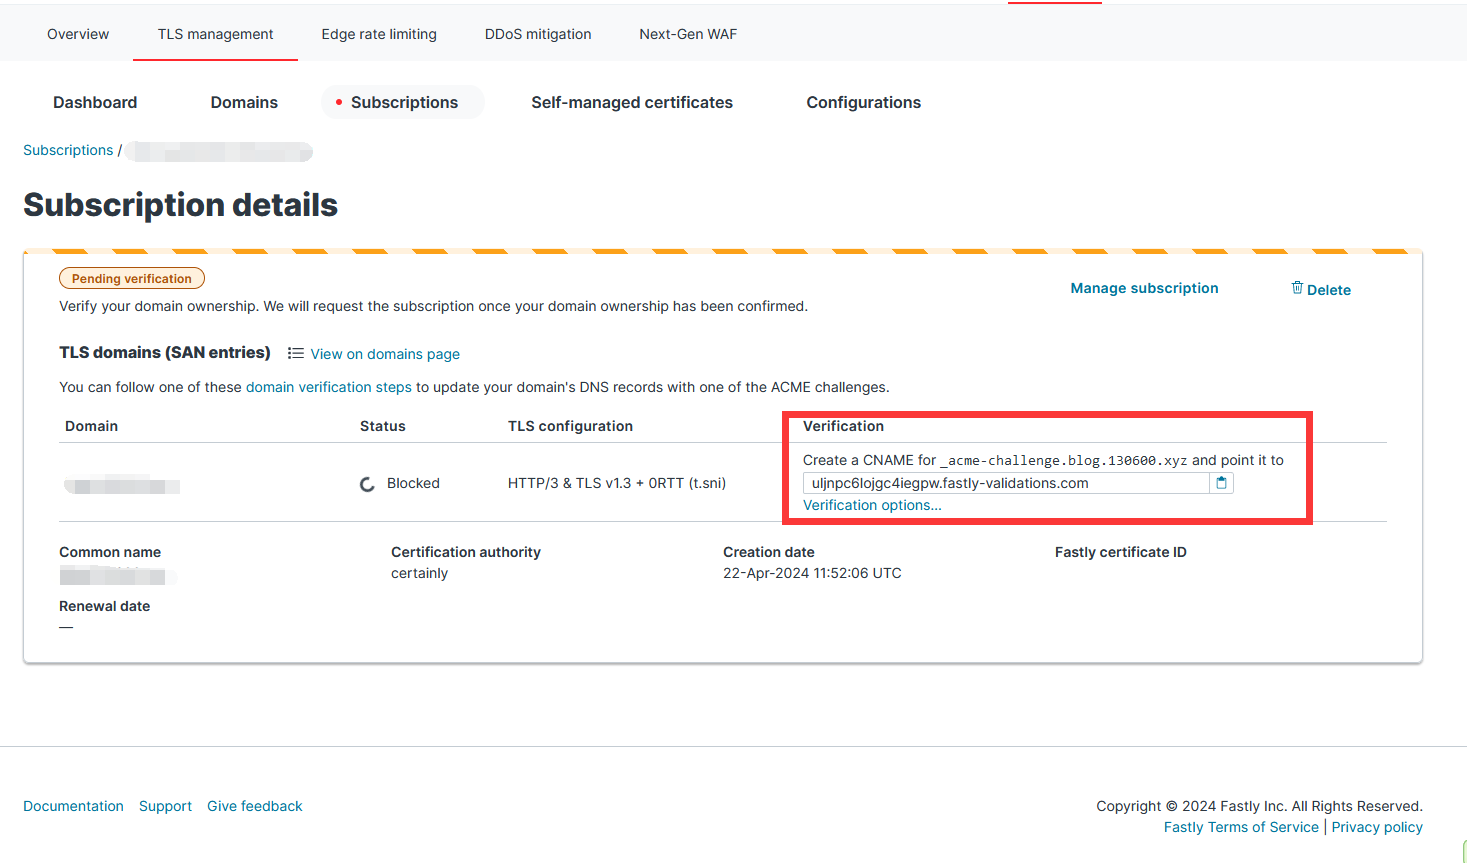 Overview TLS management Edge rate limiting DDoS mitigation Next-Gen WAF
Dashboard Domains Subscriptions Self-managed certificates Configurations
Subscriptions /
Subscription details
Pending verification
Manage subscription Delete
Verify your domain ownership. We will request the subscription once your domain ownership has been confirmed.
TLS domains (SAN entries) View on domains page
You can follow one of these domain verification steps to update your domain's DNS records with one of the ACME challenges.
Domain Status TLS configuration Verification
Create a CNAME for _acme-challenge.blog.130600.xyz and point it to
Blocked HTTP/3 & TLS v1.3 + 0RTT (t.sni) uljnpc6lojgc4iegpw.fastly-validations.com
Verification options...
Common name Certification authority Creation date Fastly certificate ID
certainly 22-Apr-2024 11:52:06 UTC
Renewal date
—
Documentation Support Give feedback Copyright © 2024 Fastly Inc. All Rights Reserved.
Fastly Terms of Service | Privacy policy